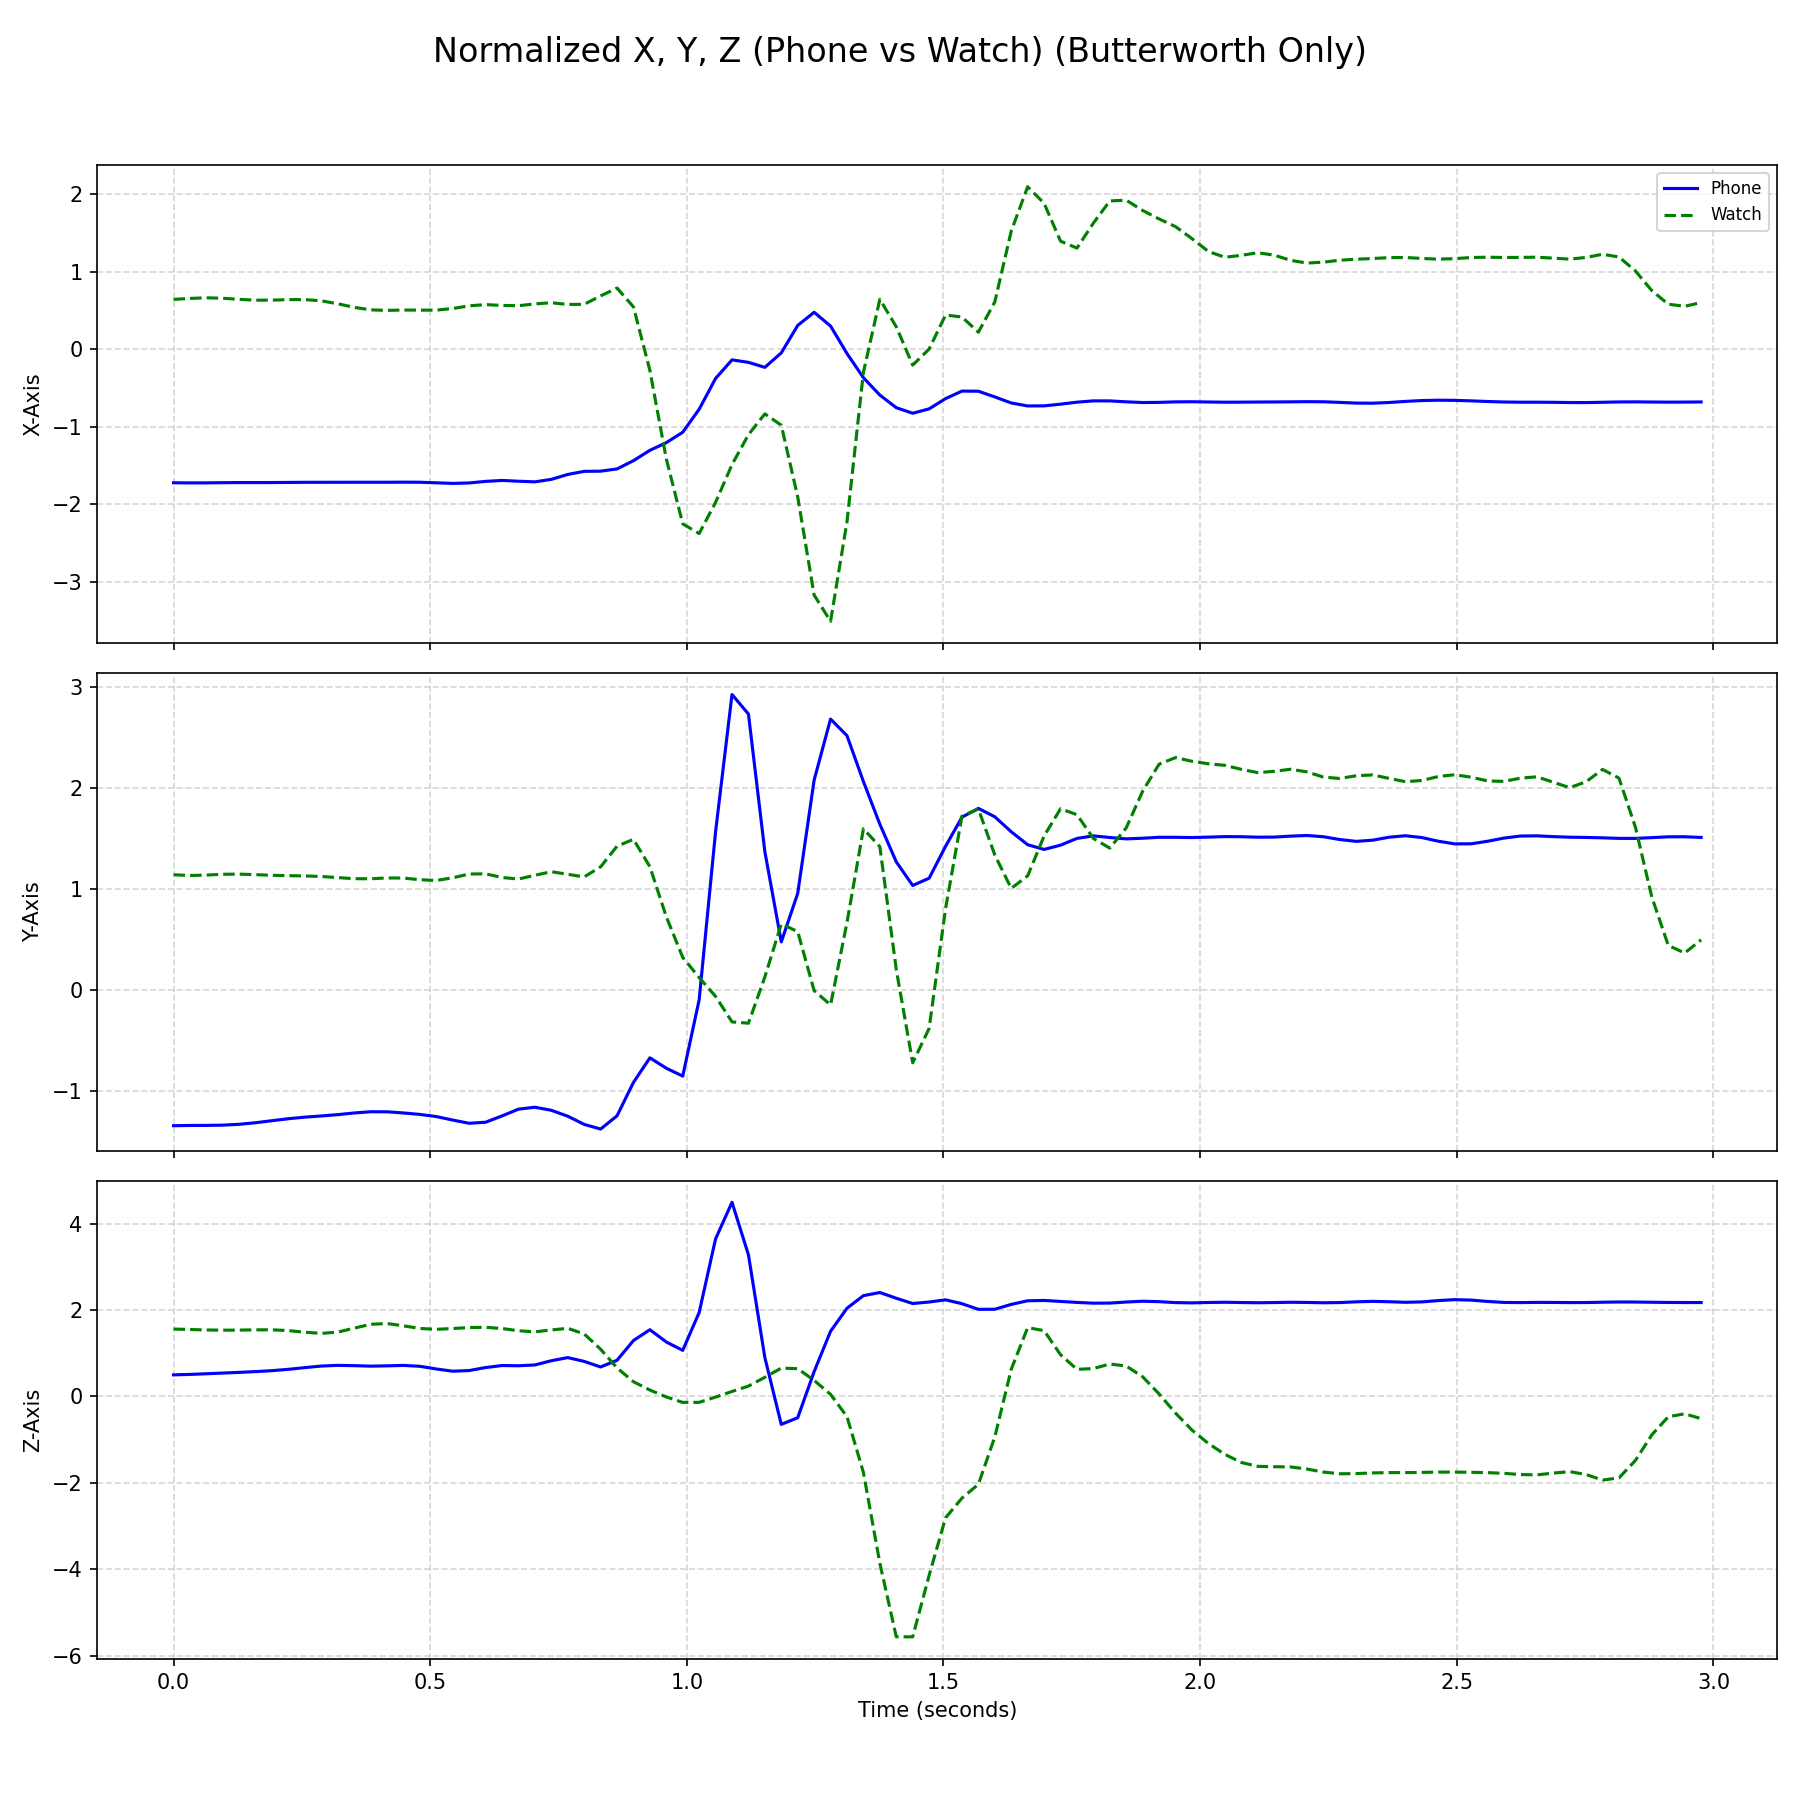 Normalized X, Y, Z (Phone vs Watch) (Butterworth Only)
Phone
Watch
2
1
0
−1
−2
−3
X-Axis
3
2
1
0
−1
Y-Axis
4
2
0
−2
−4
−6
Z-Axis
0.0 0.5 1.0 1.5 2.0 2.5 3.0
Time (seconds)